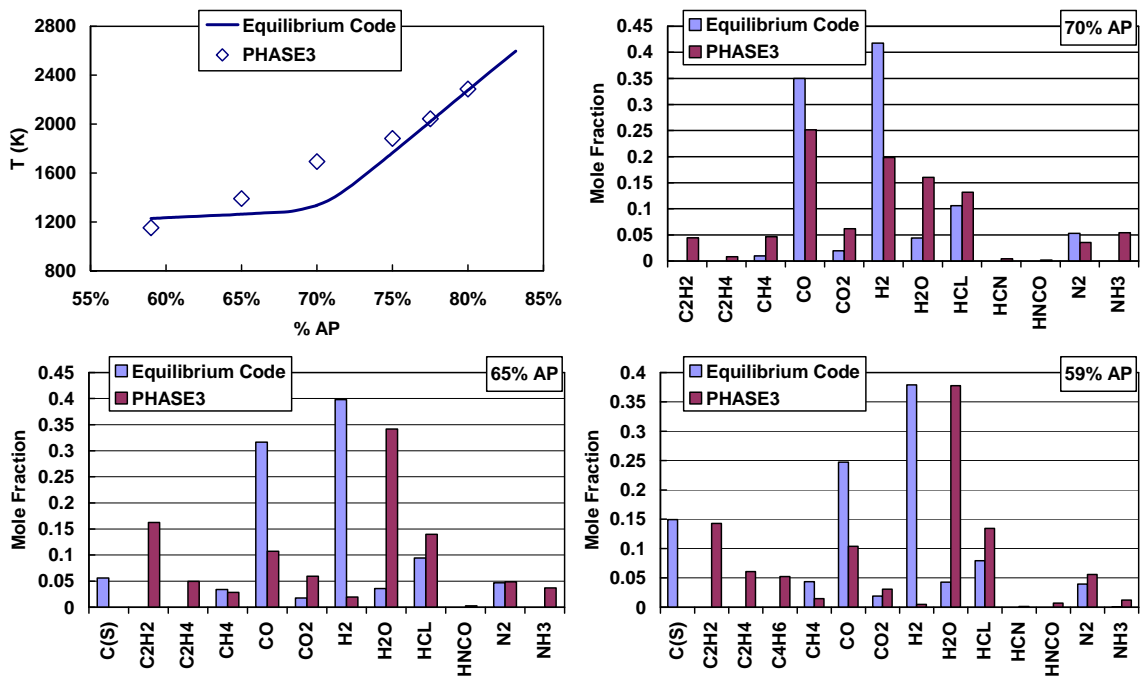 Equilibrium Code
PHASE3
2800
2400
2000
1600
1200
800
T (K)
55% 60% 65% 70% 75% 80% 85%
% AP
Equilibrium Code
PHASE3
70% AP
0.45
0.4
0.35
0.3
0.25
0.2
0.15
0.1
0.05
0
Mole Fraction
C2H2 C2H4 CH4 CO CO2 H2 H2O HCL HCN HNCO N2 NH3
Equilibrium Code
PHASE3
65% AP
0.45
0.4
0.35
0.3
0.25
0.2
0.15
0.1
0.05
0
Mole Fraction
C(S) C2H2 C2H4 CH4 CO CO2 H2 H2O HCL HNCO N2 NH3
Equilibrium Code
PHASE3
59% AP
0.4
0.35
0.3
0.25
0.2
0.15
0.1
0.05
0
Mole Fraction
C(S) C2H2 C2H4 C4H6 CH4 CO CO2 H2 H2O HCL HCN HNCO N2 NH3